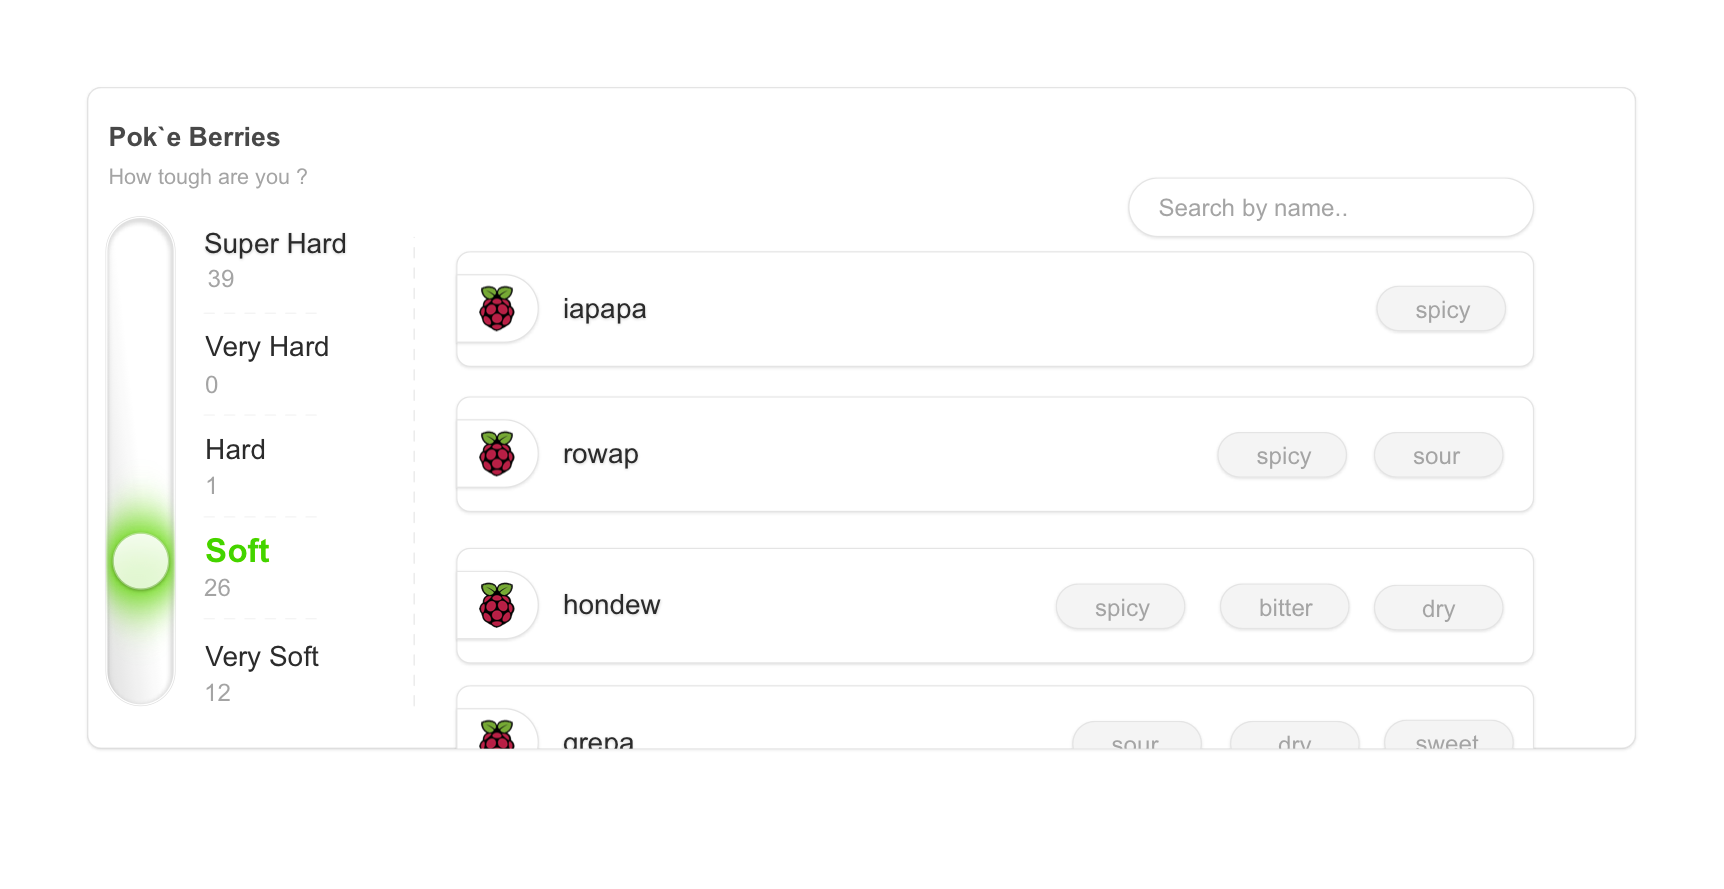 Pok`e Berries
How tough are you ?
Search by name..
Super Hard
39
Very Hard
0
Hard
1
Soft
26
Very Soft
12
iapapa
spicy
rowap
spicy sour
hondew
spicy bitter dry
grepa
sour dry sweet